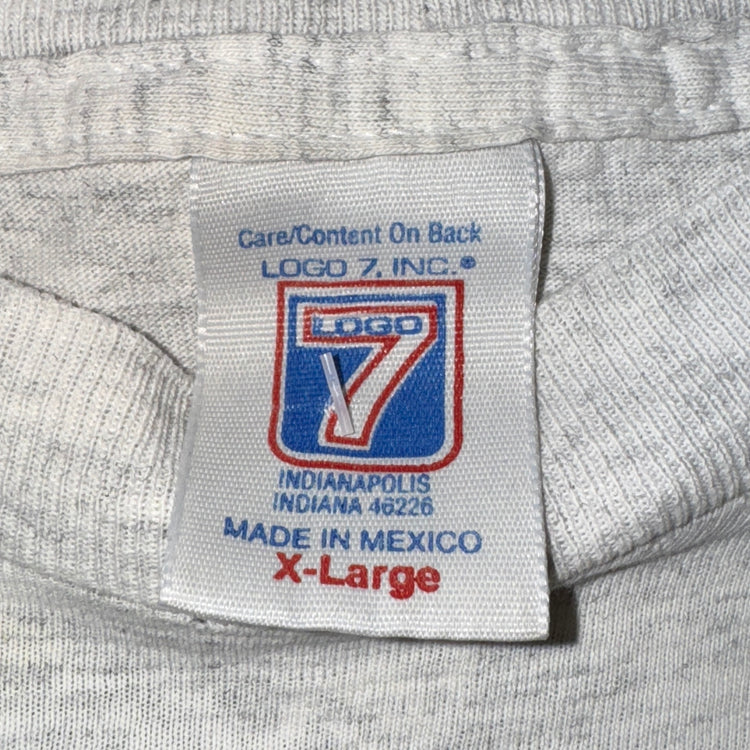 Care/Content On Back
LOGO 7, INC.®
LOGO
7
INDIANAPOLIS
INDIANA 46226
MADE IN MEXICO
X-Large